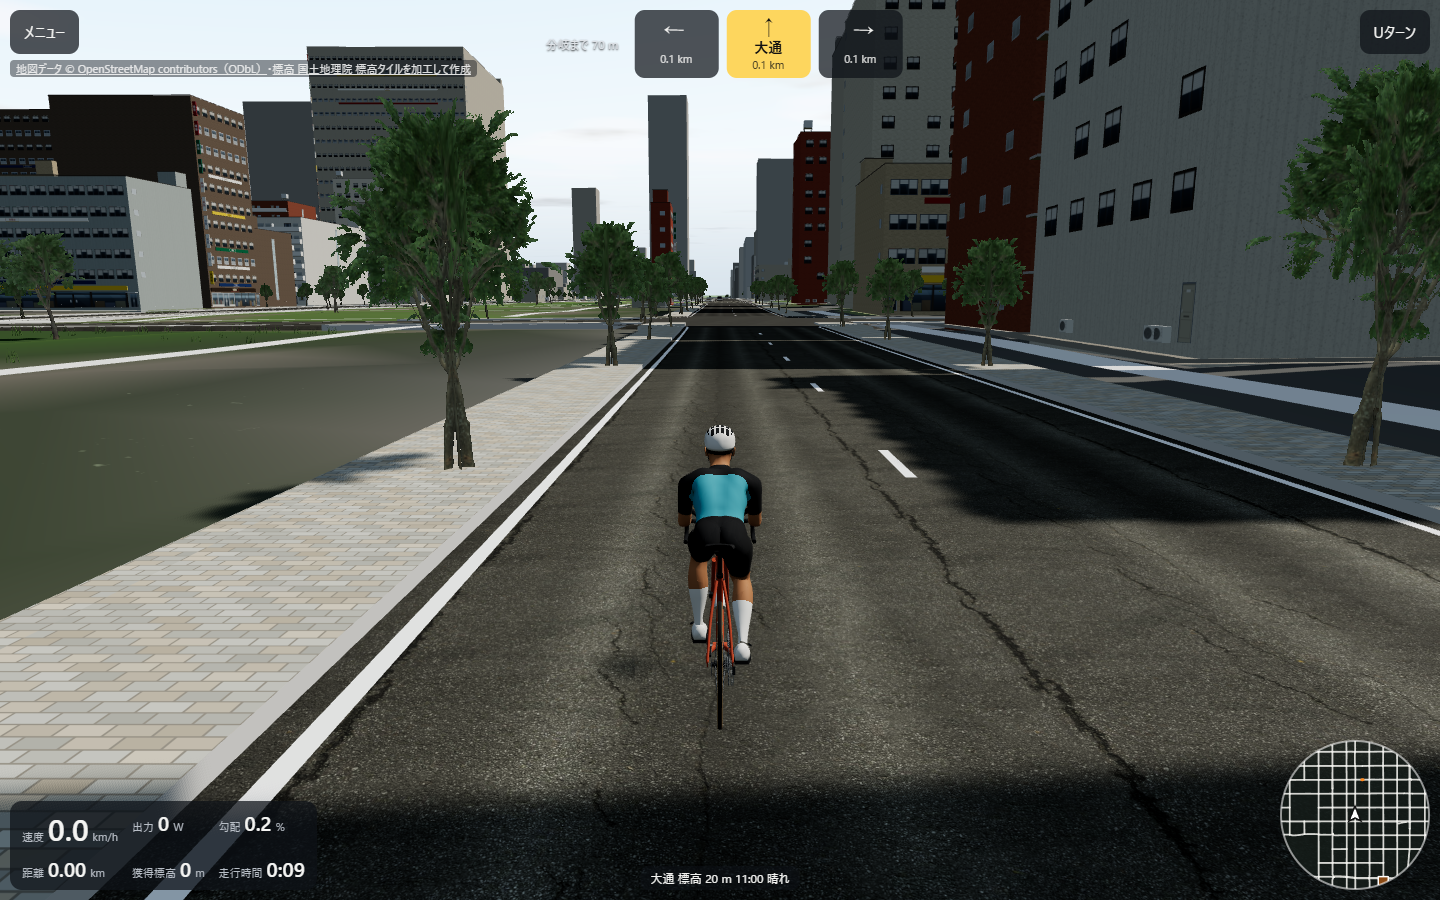 メニュー
地図データ © OpenStreetMap contributors（ODbL）・標高 国土地理院 標高タイルを加工して作成
分岐まで 70 m
←
0.1 km
↑
大通
0.1 km
→
0.1 km
Uターン
速度 0.0 km/h
出力 0 W
勾配 0.2 %
距離 0.00 km
獲得標高 0 m
走行時間 0:09
大通 標高 20 m 11:00 晴れ